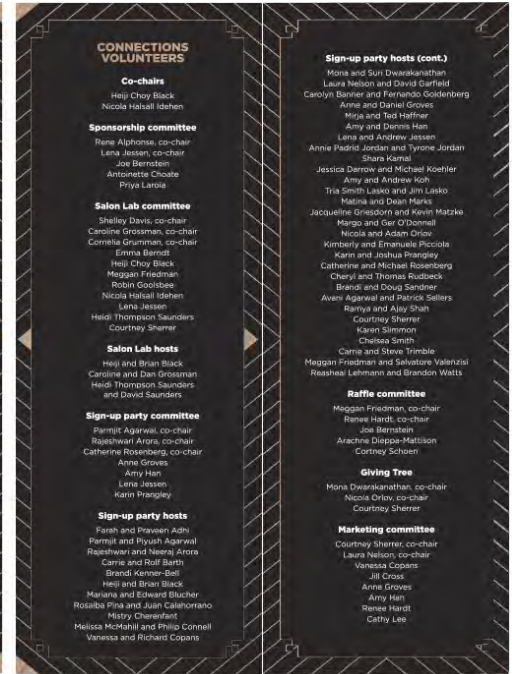 CONNECTIONS
VOLUNTEERS
Co-chairs
Heiji Choy Black
Nicola Halsall Idehen
Sponsorship committee
Rene Alphonse, co-chair
Lena Jessen, co-chair
Joe Bernstein
Antoinette Choate
Priya Laroia
Salon Lab committee
Shelley Davis, co-chair
Caroline Grossman, co-chair
Cornelia Grumman, co-chair
Emma Berndt
Heiji Choy Black
Meggan Friedman
Robin Goolsbee
Nicola Halsall Idehen
Lena Jessen
Heidi Thompson Saunders
Courtney Sherrer
Salon Lab hosts
Heiji and Brian Black
Caroline and Dan Grossman
Heidi Thompson Saunders
and David Saunders
Sign-up party committee
Parmjit Agarwal, co-chair
Rajeshwari Arora, co-chair
Catherine Rosenberg, co-chair
Anne Groves
Amy Han
Lena Jessen
Karin Prangley
Sign-up party hosts
Farah and Praveen Adhi
Parmjit and Piyush Agarwal
Rajeshwari and Neeraj Arora
Carrie and Rolf Barth
Brandi Kenner-Bell
Heiji and Brian Black
Mariana and Edward Blucher
Rosalba Pina and Juan Calahorrano
Mistry Cherenfant
Melissa McMahill and Philip Connell
Vanessa and Richard Copans
Sign-up party hosts (cont.)
Mona and Suri Dwarakanathan
Laura Nelson and David Garfield
Carolyn Banner and Fernando Goldenberg
Anne and Daniel Groves
Mirja and Ted Haffner
Amy and Dennis Han
Lena and Andrew Jessen
Annie Padrid Jordan and Tyrone Jordan
Shara Kamal
Jessica Darrow and Michael Koehler
Amy and Andrew Koh
Tria Smith Lasko and Jim Lasko
Matina and Dean Marks
Jacqueline Griesdorn and Kevin Matzke
Margo and Ger O'Donnell
Nicola and Adam Orlov
Kimberly and Emanuele Picciola
Karin and Joshua Prangley
Catherine and Michael Rosenberg
Cheryl and Thomas Rudbeck
Brandi and Doug Sandner
Avani Agarwal and Patrick Sellers
Ramya and Ajay Shah
Courtney Sherrer
Karen Slimmon
Chelsea Smith
Carrie and Steve Trimble
Meggan Friedman and Salvatore Valenzisi
Reasheal Lehmann and Brandon Watts
Raffle committee
Meggan Friedman, co-chair
Renee Hardt, co-chair
Joe Bernstein
Arachne Dieppa-Mattison
Cortney Schoen
Giving Tree
Mona Dwarakanathan, co-chair
Nicola Orlov, co-chair
Courtney Sherrer
Marketing committee
Courtney Sherrer, co-chair
Laura Nelson, co-chair
Vanessa Copans
Jill Cross
Anne Groves
Amy Han
Renee Hardt
Cathy Lee